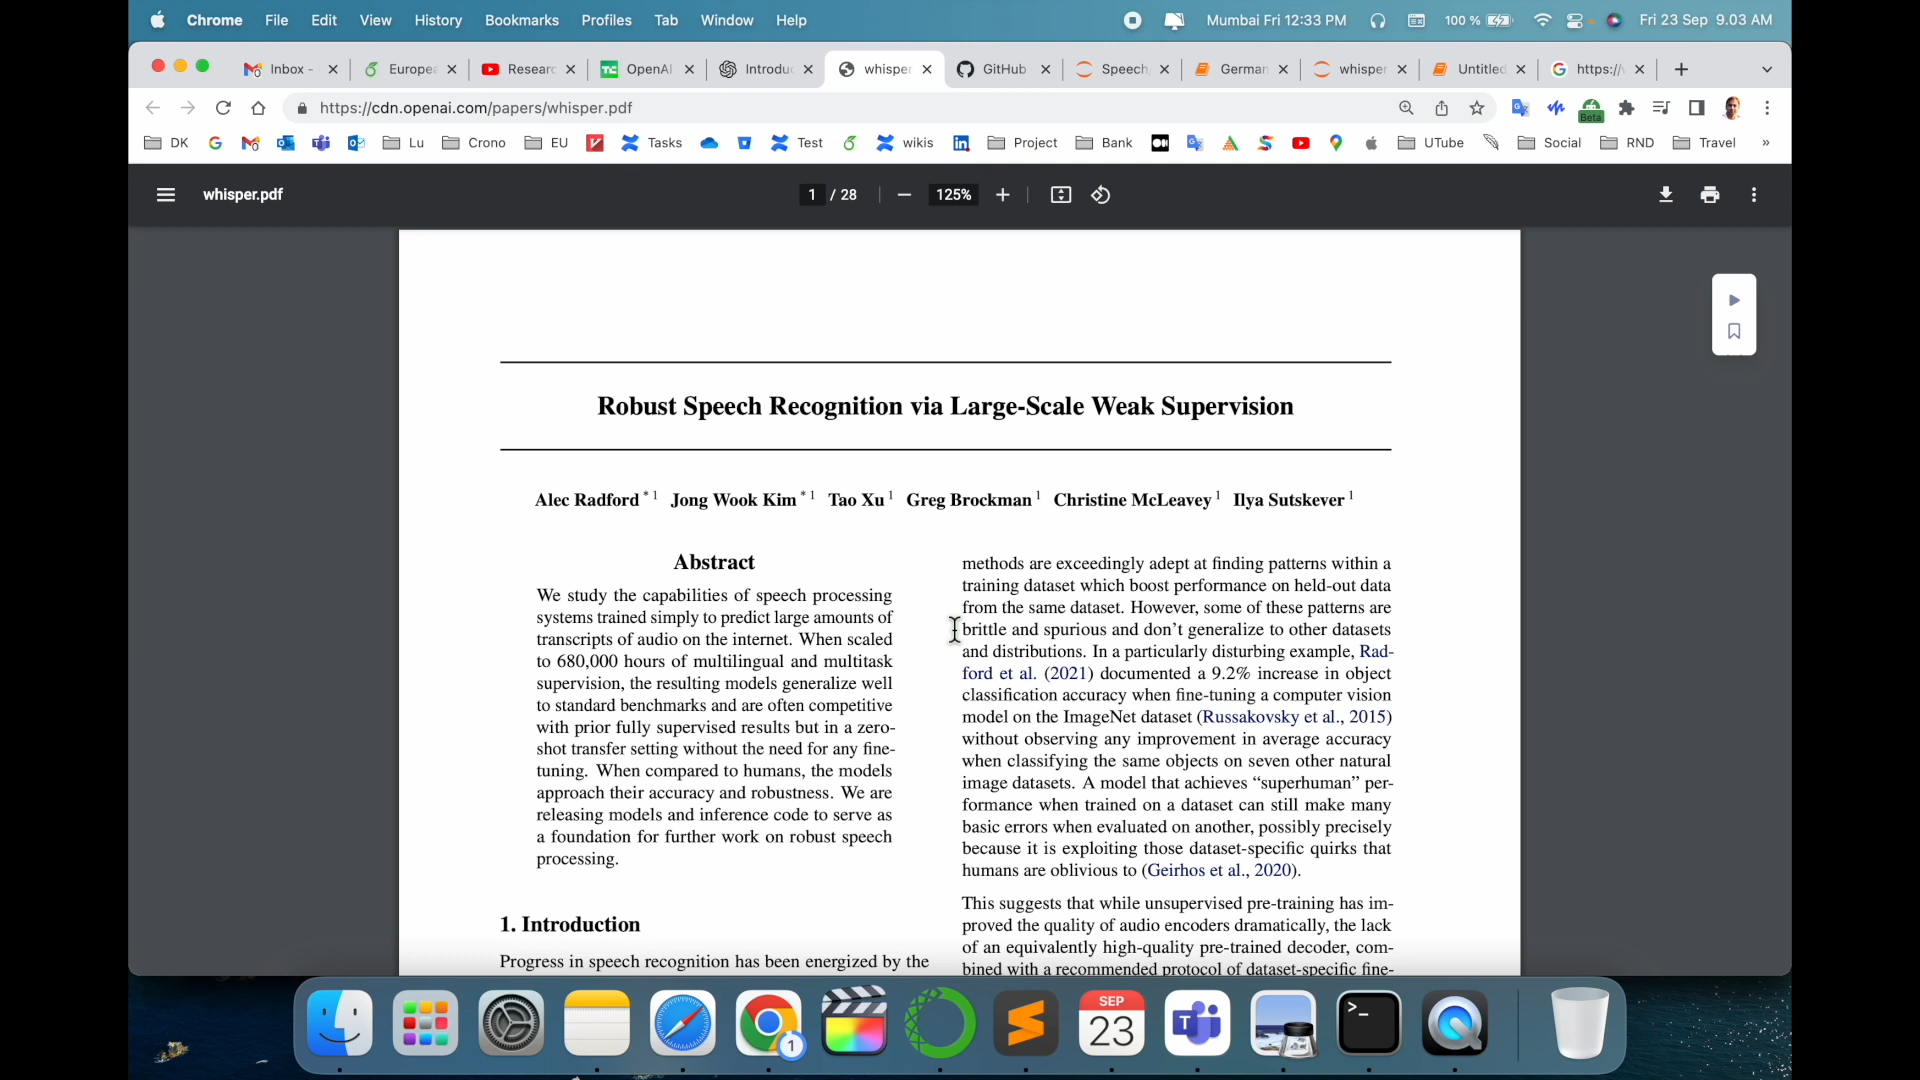 Chrome File Edit View History Bookmarks Profiles Tab Window Help Mumbai Fri 12:33 PM 100 % Fri 23 Sep 9.03 AM
Inbox - Europe Researc OpenAI Introdu whisper GitHub Speech German whisper Untitled https://
https://cdn.openai.com/papers/whisper.pdf
Beta
DK Lu Crono EU Tasks Test wikis Project Bank UTube Social RND Travel »
whisper.pdf 1 / 28 125%
Robust Speech Recognition via Large-Scale Weak Supervision
Alec Radford * 1 Jong Wook Kim * 1 Tao Xu 1 Greg Brockman 1 Christine McLeavey 1 Ilya Sutskever 1
Abstract
We study the capabilities of speech processing
systems trained simply to predict large amounts of
transcripts of audio on the internet. When scaled
to 680,000 hours of multilingual and multitask
supervision, the resulting models generalize well
to standard benchmarks and are often competitive
with prior fully supervised results but in a zero-
shot transfer setting without the need for any fine-
tuning. When compared to humans, the models
approach their accuracy and robustness. We are
releasing models and inference code to serve as
a foundation for further work on robust speech
processing.
1. Introduction
Progress in speech recognition has been energized by the
methods are exceedingly adept at finding patterns within a
training dataset which boost performance on held-out data
from the same dataset. However, some of these patterns are
brittle and spurious and don’t generalize to other datasets
and distributions. In a particularly disturbing example, Rad-
ford et al. (2021) documented a 9.2% increase in object
classification accuracy when fine-tuning a computer vision
model on the ImageNet dataset (Russakovsky et al., 2015)
without observing any improvement in average accuracy
when classifying the same objects on seven other natural
image datasets. A model that achieves “superhuman” per-
formance when trained on a dataset can still make many
basic errors when evaluated on another, possibly precisely
because it is exploiting those dataset-specific quirks that
humans are oblivious to (Geirhos et al., 2020).
This suggests that while unsupervised pre-training has im-
proved the quality of audio encoders dramatically, the lack
of an equivalently high-quality pre-trained decoder, com-
bined with a recommended protocol of dataset-specific fine-
1
SEP
23
T
>_